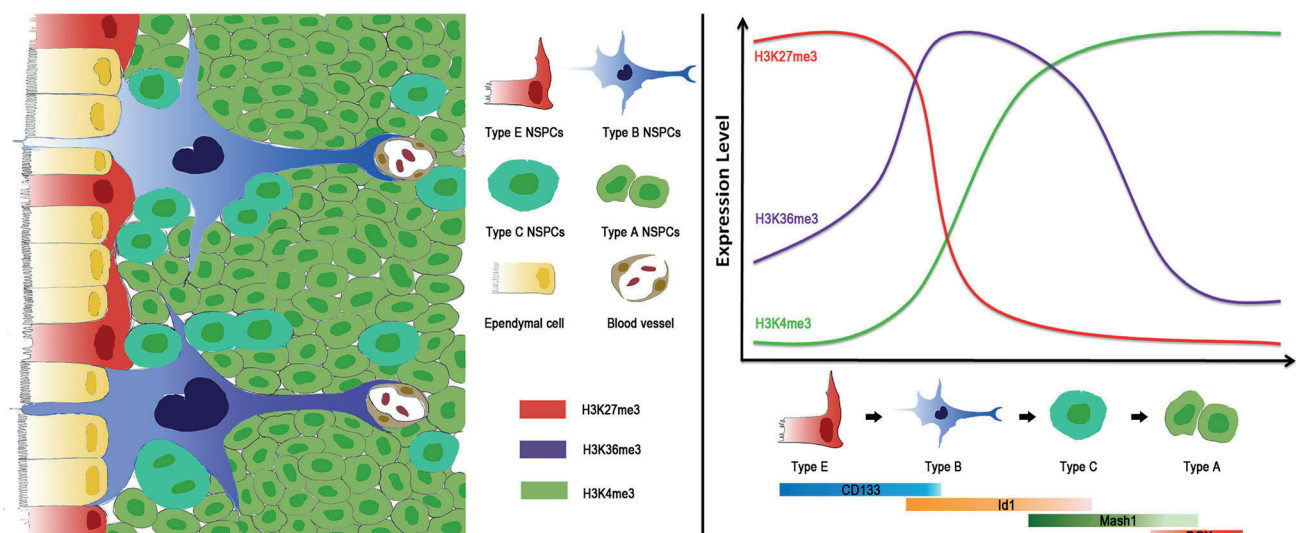 Type E NSPCs
Type B NSPCs
Type C NSPCs
Type A NSPCs
Ependymal cell
Blood vessel
H3K27me3
H3K36me3
H3K4me3
Expression Level
H3K27me3
H3K36me3
H3K4me3
Type E
Type B
Type C
Type A
CD133
Id1
Mash1